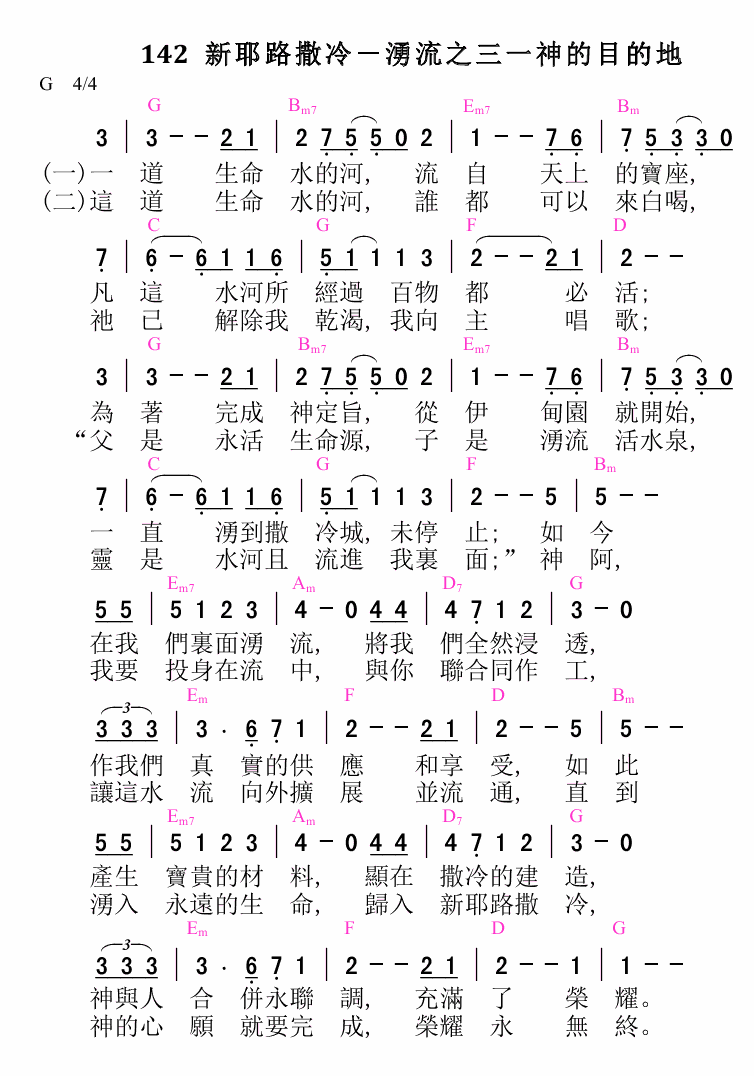 142 新耶路撒冷－湧流之三一神的目的地
G 4/4
G Bm7 Em7 Bm
3 | 3 - - 2 1 | 2 7 5 5 0 2 | 1 - - 7 6 | 7 5 3 3 0
(一)一 道 生命 水的河, 流 自 天上 的寶座,
(二)這 道 生命 水的河, 誰 都 可以 來白喝,
C G F D
7 | 6 - 6 1 1 6 | 5 1 1 1 3 | 2 - - 2 1 | 2 - -
凡 這 水河所 經過 百物 都 必 活;
祂 已 解除我 乾渴, 我向 主 唱 歌;
G Bm7 Em7 Bm
3 | 3 - - 2 1 | 2 7 5 5 0 2 | 1 - - 7 6 | 7 5 3 3 0
為 著 完成 神定旨, 從 伊 甸園 就開始,
“父 是 永活 生命源, 子 是 湧流 活水泉,
C G F Bm
7 | 6 - 6 1 1 6 | 5 1 1 1 3 | 2 - - 5 | 5 - -
一 直 湧到撒 冷城, 未停 止; 如 今
靈 是 水河且 流進 我裏 面;” 神 阿,
Em7 Am D7 G
5 5 | 5 1 2 3 | 4 - 0 4 4 | 4 7 1 2 | 3 - 0
在我 們裏面湧 流, 將我 們全然浸 透,
我要 投身在流 中, 與你 聯合同作 工,
Em F D Bm
3
3 3 3 | 3 · 6 7 1 | 2 - - 2 1 | 2 - - 5 | 5 - -
作我們 真 實的供 應 和享 受, 如 此
讓這水 流 向外擴 展 並流 通, 直 到
Em7 Am D7 G
5 5 | 5 1 2 3 | 4 - 0 4 4 | 4 7 1 2 | 3 - 0
產生 寶貴的材 料, 顯在 撒冷的建 造,
湧入 永遠的生 命, 歸入 新耶路撒 冷,
Em F D G
3
3 3 3 | 3 · 6 7 1 | 2 - - 2 1 | 2 - - 1 | 1 - -
神與人 合 併永聯 調, 充滿 了 榮 耀。
神的心 願 就要完 成, 榮耀 永 無 終。